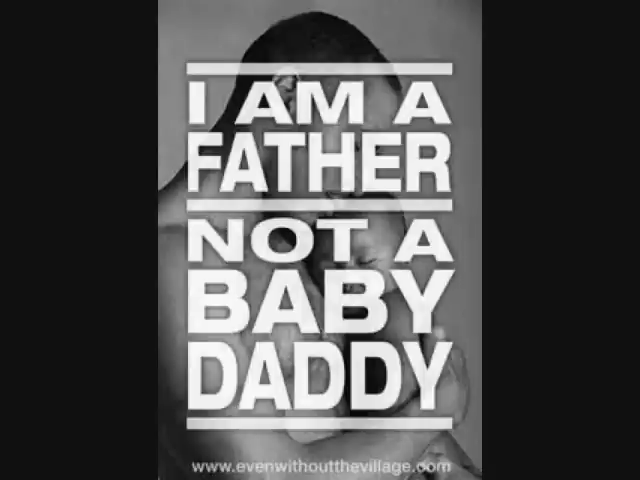 I AM A
FATHER
NOT A
BABY
DADDY
www.evenwithoutthevillage.com